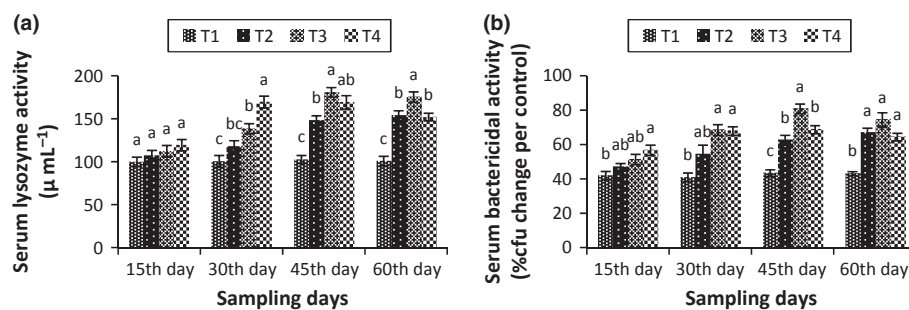 (a)
T1 T2 T3 T4
Serum lysozyme activity
(µ mL⁻¹)
200
150
100
50
0
a a a a
c bc b a
c b a ab
c b a b
15th day 30th day 45th day 60th day
Sampling days
(b)
T1 T2 T3 T4
Serum bactericidal activity
(%cfu change per control)
100
80
60
40
20
0
b ab ab a
b ab a a
c b a b
b a a a
15th day 30th day 45th day 60th day
Sampling days